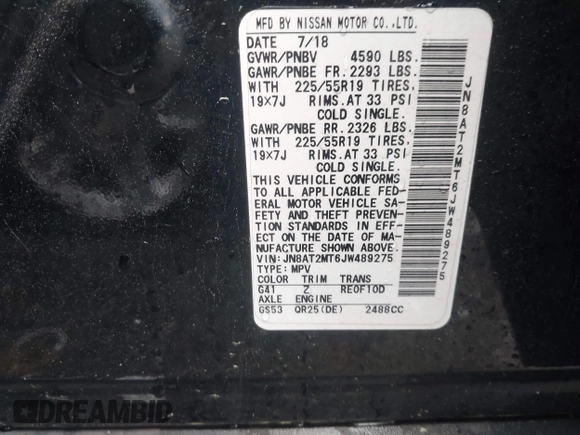 MFD BY NISSAN MOTOR CO.,LTD.
DATE 7/18
GVWR/PNBV 4590 LBS.
GAWR/PNBE FR. 2293 LBS.
WITH 225/55R19 TIRES,
19×7J RIMS.AT 33 PSI
COLD SINGLE.
GAWR/PNBE RR. 2326 LBS.
WITH 225/55R19 TIRES,
19×7J RIMS.AT 33 PSI
COLD SINGLE.
THIS VEHICLE CONFORMS
TO ALL APPLICABLE FED-
ERAL MOTOR VEHICLE SA-
FETY AND THEFT PREVEN-
TION STANDARDS IN EFF-
ECT ON THE DATE OF MA-
NUFACTURE SHOWN ABOVE.
VIN: JN8AT2MT6JW489275
TYPE: MPV
COLOR TRIM TRANS
G41 Z RE0F10D
AXLE ENGINE
GS53 QR25(DE) 2488CC
JN8AT2MT6JW489275
DREAMBID